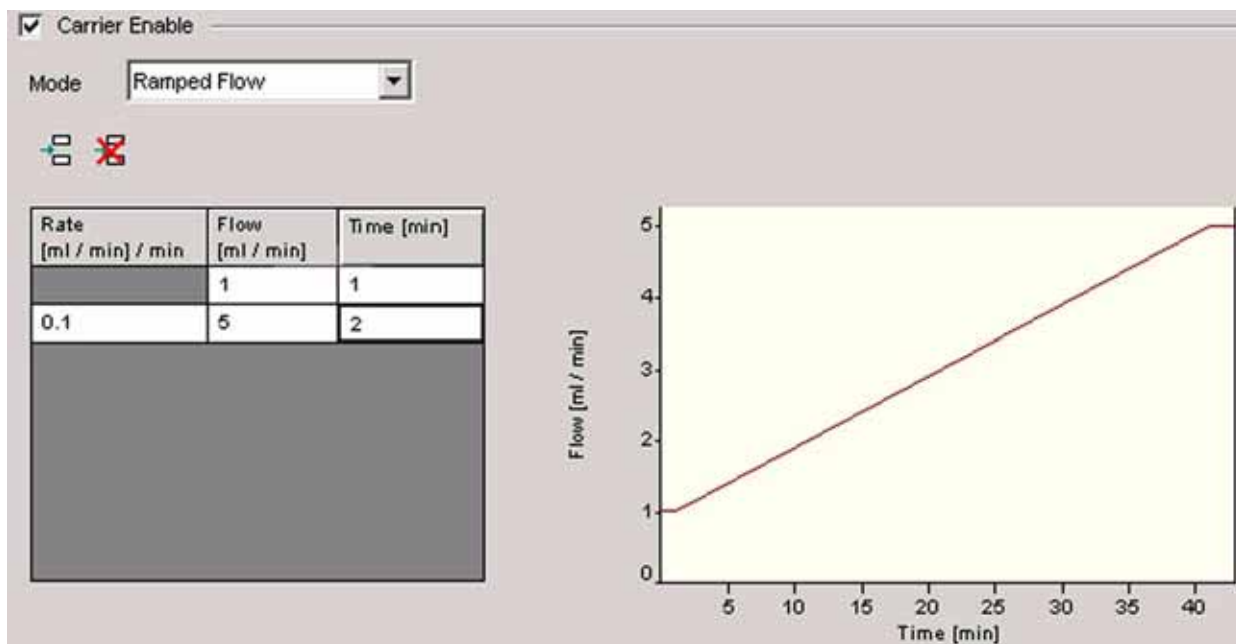 Carrier Enable
Mode Ramped Flow
Rate Flow Time [min]
[ml / min] / min [ml / min]
1 1
0.1 5 2
5
4
3
2
1
0
Flow [ml / min]
5 10 15 20 25 30 35 40
Time [min]